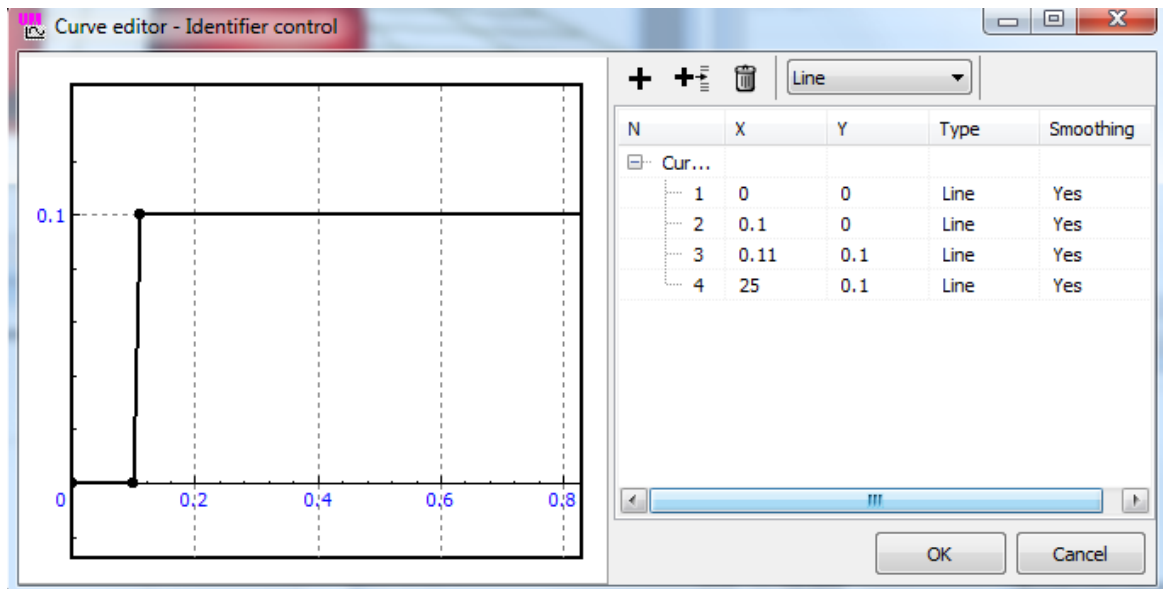 Curve editor - Identifier control
Line
N X Y Type Smoothing
Cur...
1 0 0 Line Yes
2 0.1 0 Line Yes
3 0.11 0.1 Line Yes
4 25 0.1 Line Yes
0.1
0 0.2 0.4 0.6 0.8
OK Cancel